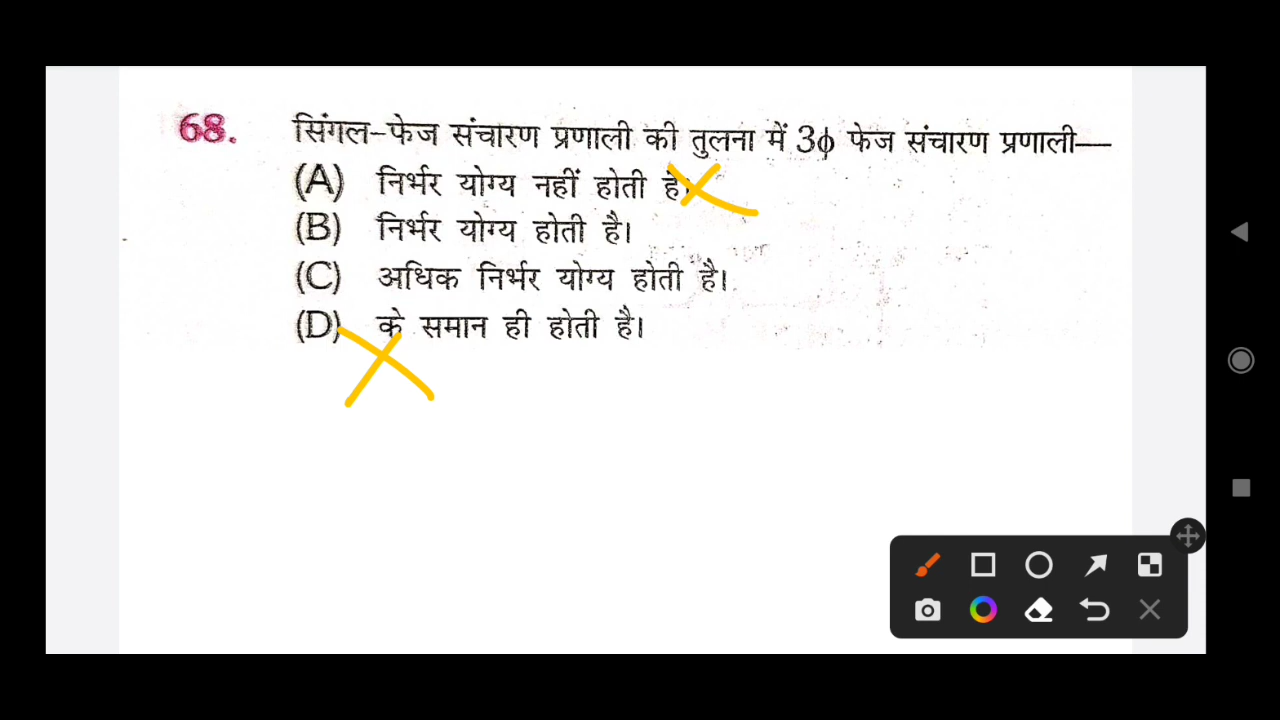 68. सिंगल-फेज संचारण प्रणाली की तुलना में 3ϕ फेज संचारण प्रणाली—
(A) निर्भर योग्य नहीं होती है।
(B) निर्भर योग्य होती है।
(C) अधिक निर्भर योग्य होती है।
(D) के समान ही होती है।